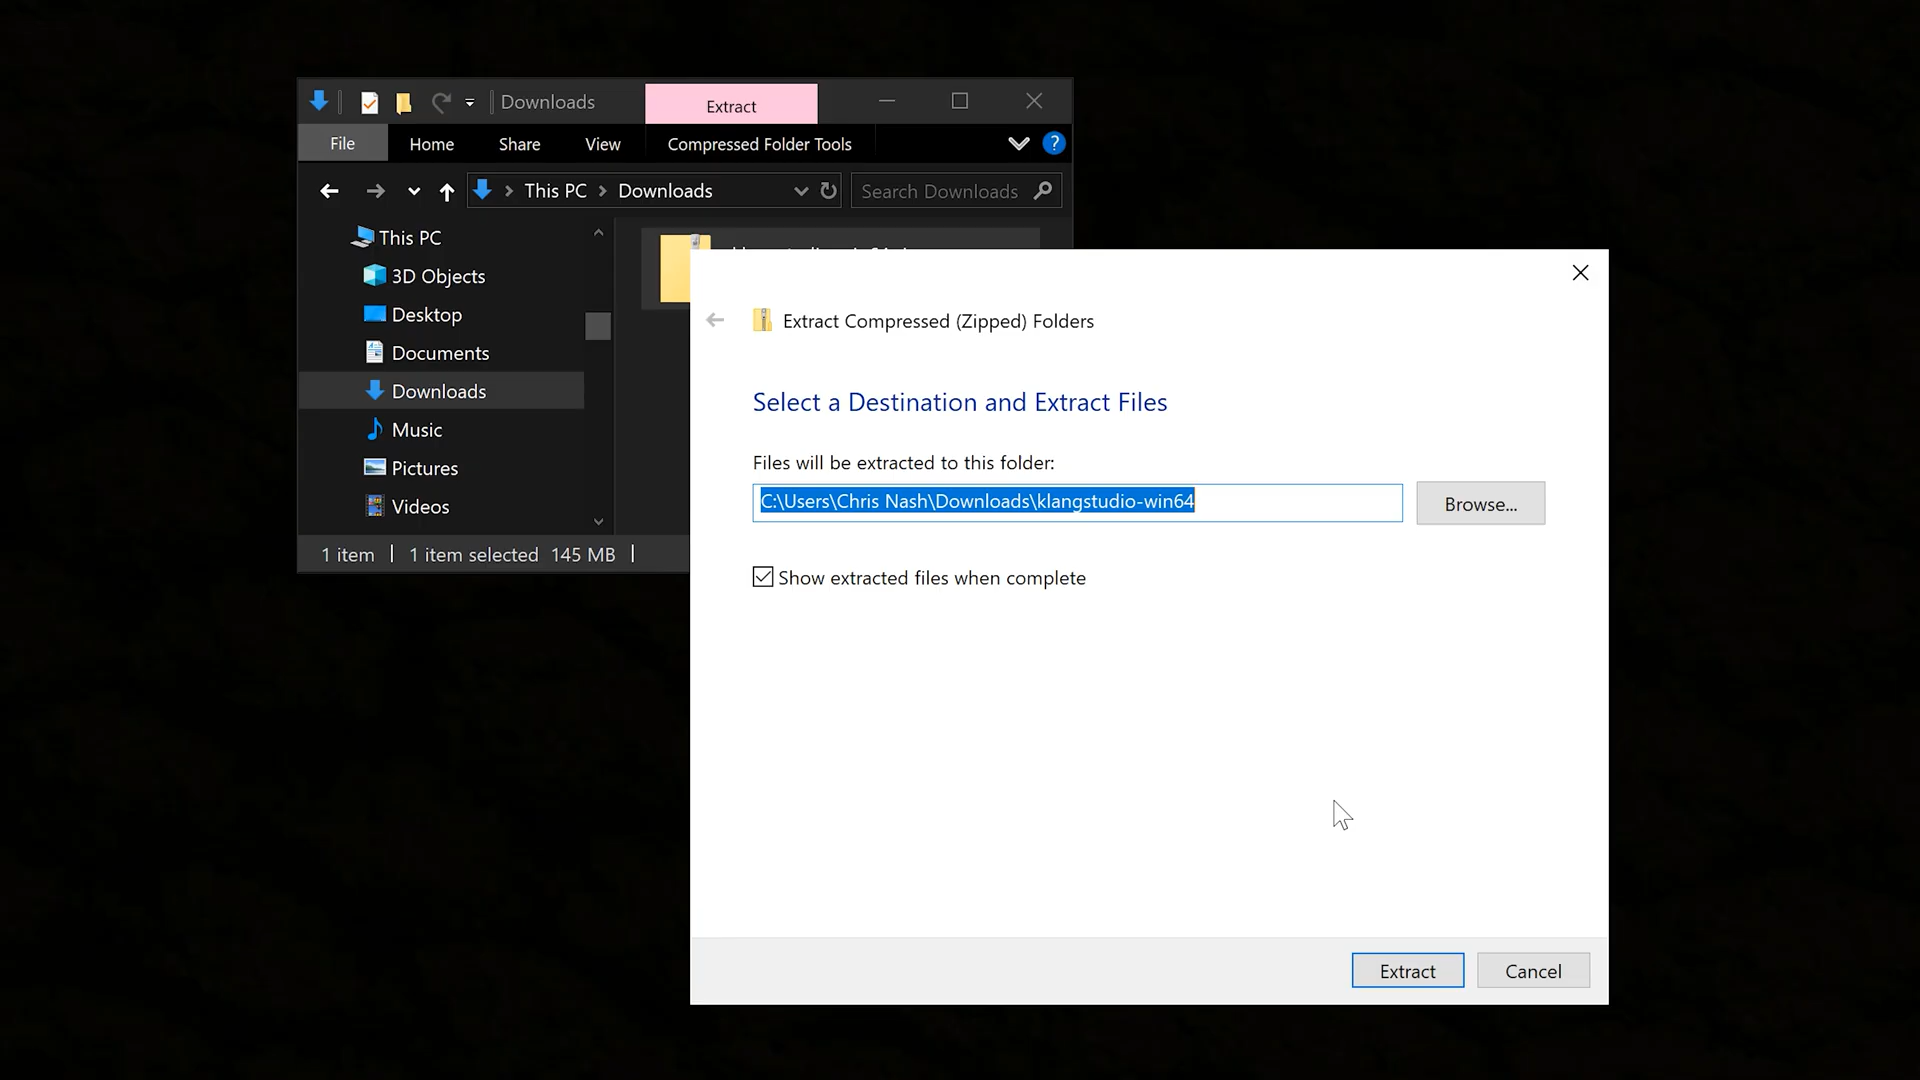 Downloads
Extract
File
Home
Share
View
Compressed Folder Tools
?
This PC
Downloads
Search Downloads
This PC
3D Objects
Desktop
Documents
Downloads
Music
Pictures
Videos
1 item
1 item selected 145 MB
Extract Compressed (Zipped) Folders
Select a Destination and Extract Files
Files will be extracted to this folder:
C:\Users\Chris Nash\Downloads\klangstudio-win64
Browse...
Show extracted files when complete
Extract
Cancel